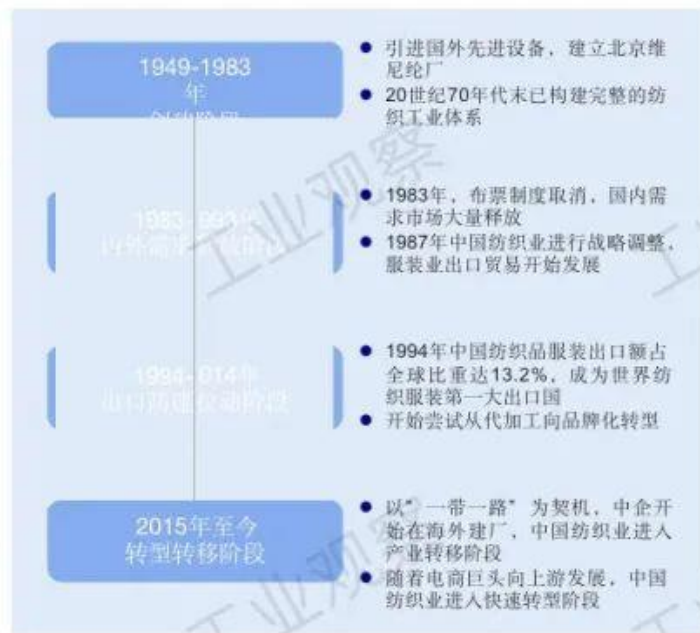 1949-1983
年
引进国外先进设备，建立北京维
尼纶厂
20世纪70年代末已构建完整的纺
织工业体系
1983年，布票制度取消，国内需
求市场大量释放
1987年中国纺织业进行战略调整，
服装业出口贸易开始发展
1994年中国纺织品服装出口额占
全球比重达13.2%，成为世界纺
织服装第一大出口国
开始尝试从代加工向品牌化转型
2015年至今
转型转移阶段
以"一带一路"为契机，中企开
始在海外建厂，中国纺织业进入
产业转移阶段
随着电商巨头向上游发展，中国
纺织业进入快速转型阶段
工业观察